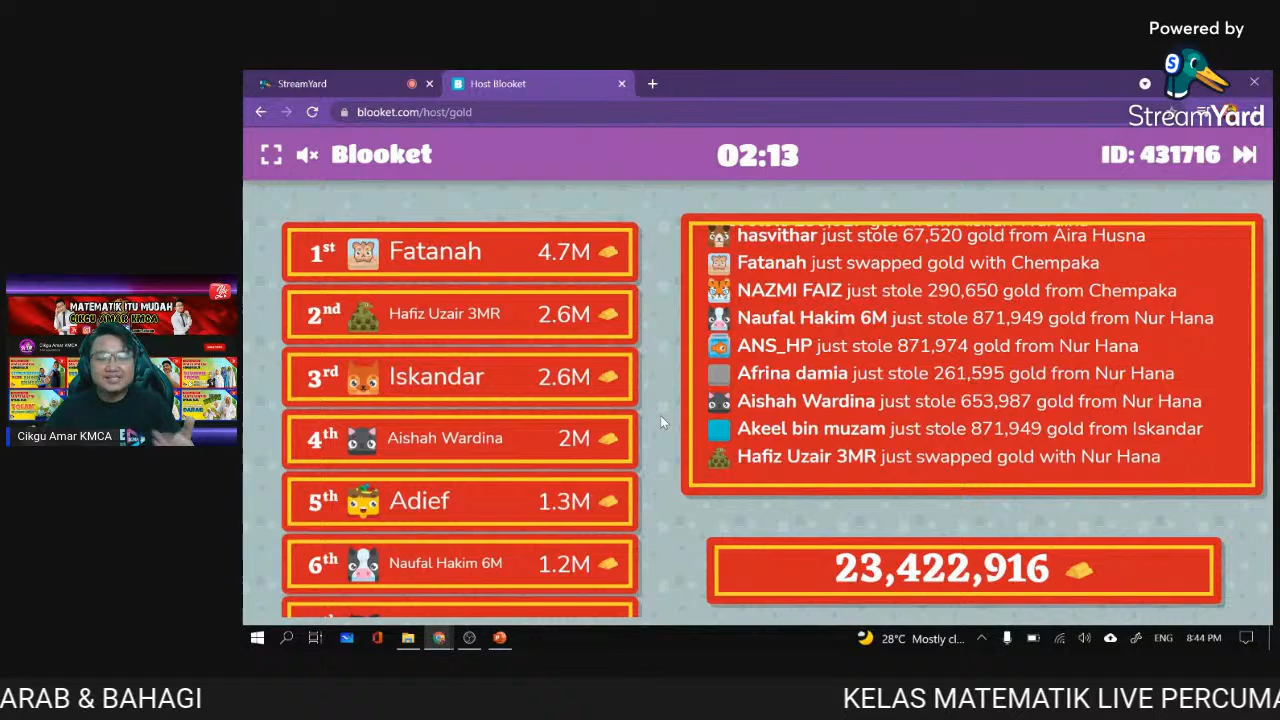 Powered by
StreamYard
StreamYard
Host Blooket
blooket.com/host/gold
Blooket
02:13
ID: 431716
1st Fatanah 4.7M
2nd Hafiz Uzair 3MR 2.6M
3rd Iskandar 2.6M
4th Aishah Wardina 2M
5th Adief 1.3M
6th Naufal Hakim 6M 1.2M
hasvithar just stole 67,520 gold from Aira Husna
Fatanah just swapped gold with Chempaka
NAZMI FAIZ just stole 290,650 gold from Chempaka
Naufal Hakim 6M just stole 871,949 gold from Nur Hana
ANS_HP just stole 871,974 gold from Nur Hana
Afrina damia just stole 261,595 gold from Nur Hana
Aishah Wardina just stole 653,987 gold from Nur Hana
Akeel bin muzam just stole 871,949 gold from Iskandar
Hafiz Uzair 3MR just swapped gold with Nur Hana
23,422,916
MATEMATIK ITU MUDAH
CIKGU AMAR KMCA
Cikgu Amar KMCA
Cikgu Amar KMCA
28°C Mostly cl...
ENG
8:44 PM
ARAB & BAHAGI
KELAS MATEMATIK LIVE PERCUMA